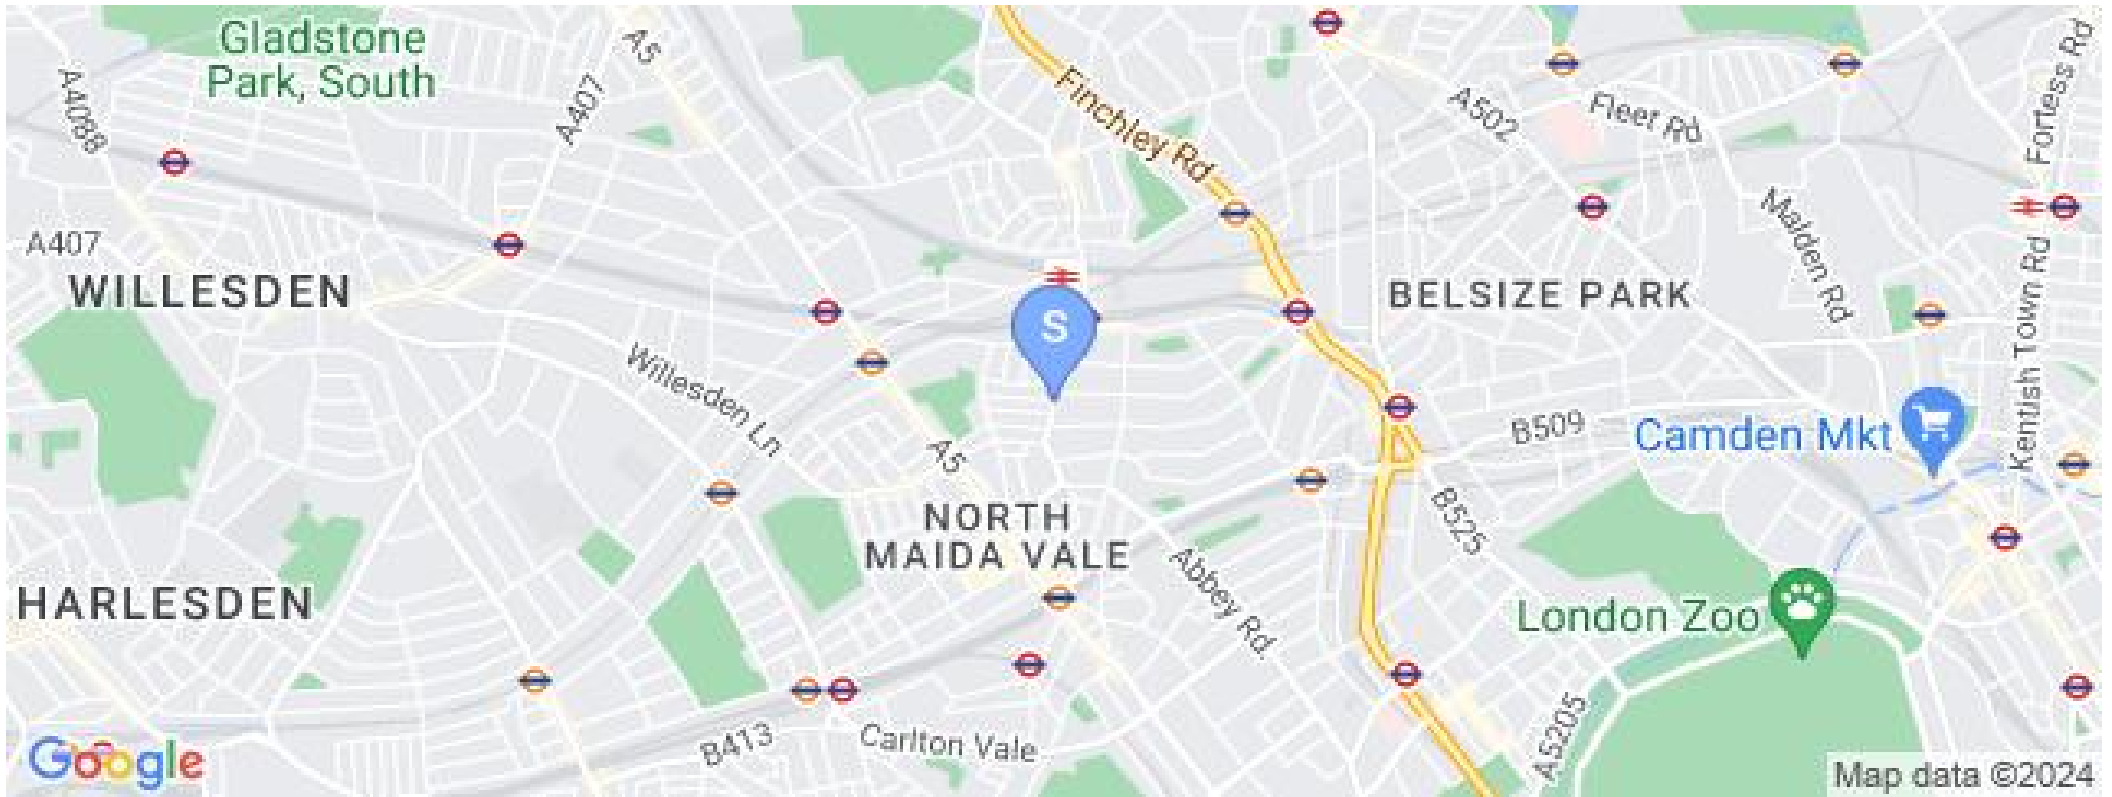 Gladstone
Park, South
A5
A4088
A407
Finchley Rd
A502
Fleet Rd
Fortess Rd
A407
WILLESDEN
Malden Rd
BELSIZE PARK
S
Willesden Ln
Kentish Town Rd
B509
Camden Mkt
A5
NORTH
MAIDA VALE
B525
Abbey Rd.
HARLESDEN
London Zoo
A5205
B413
Carlton Vale
Google
Map data ©2024